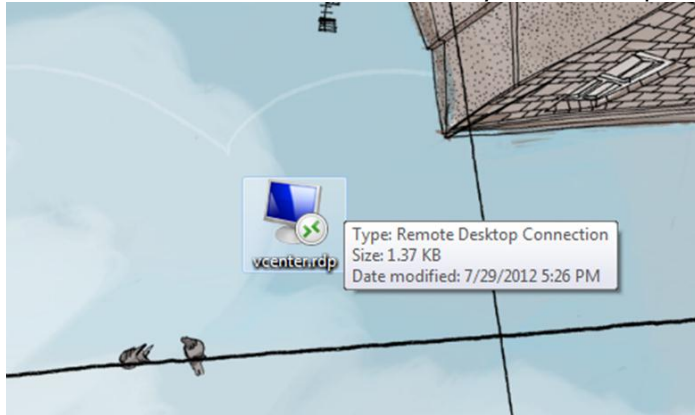 vcenter.rdp
Type: Remote Desktop Connection
Size: 1.37 KB
Date modified: 7/29/2012 5:26 PM